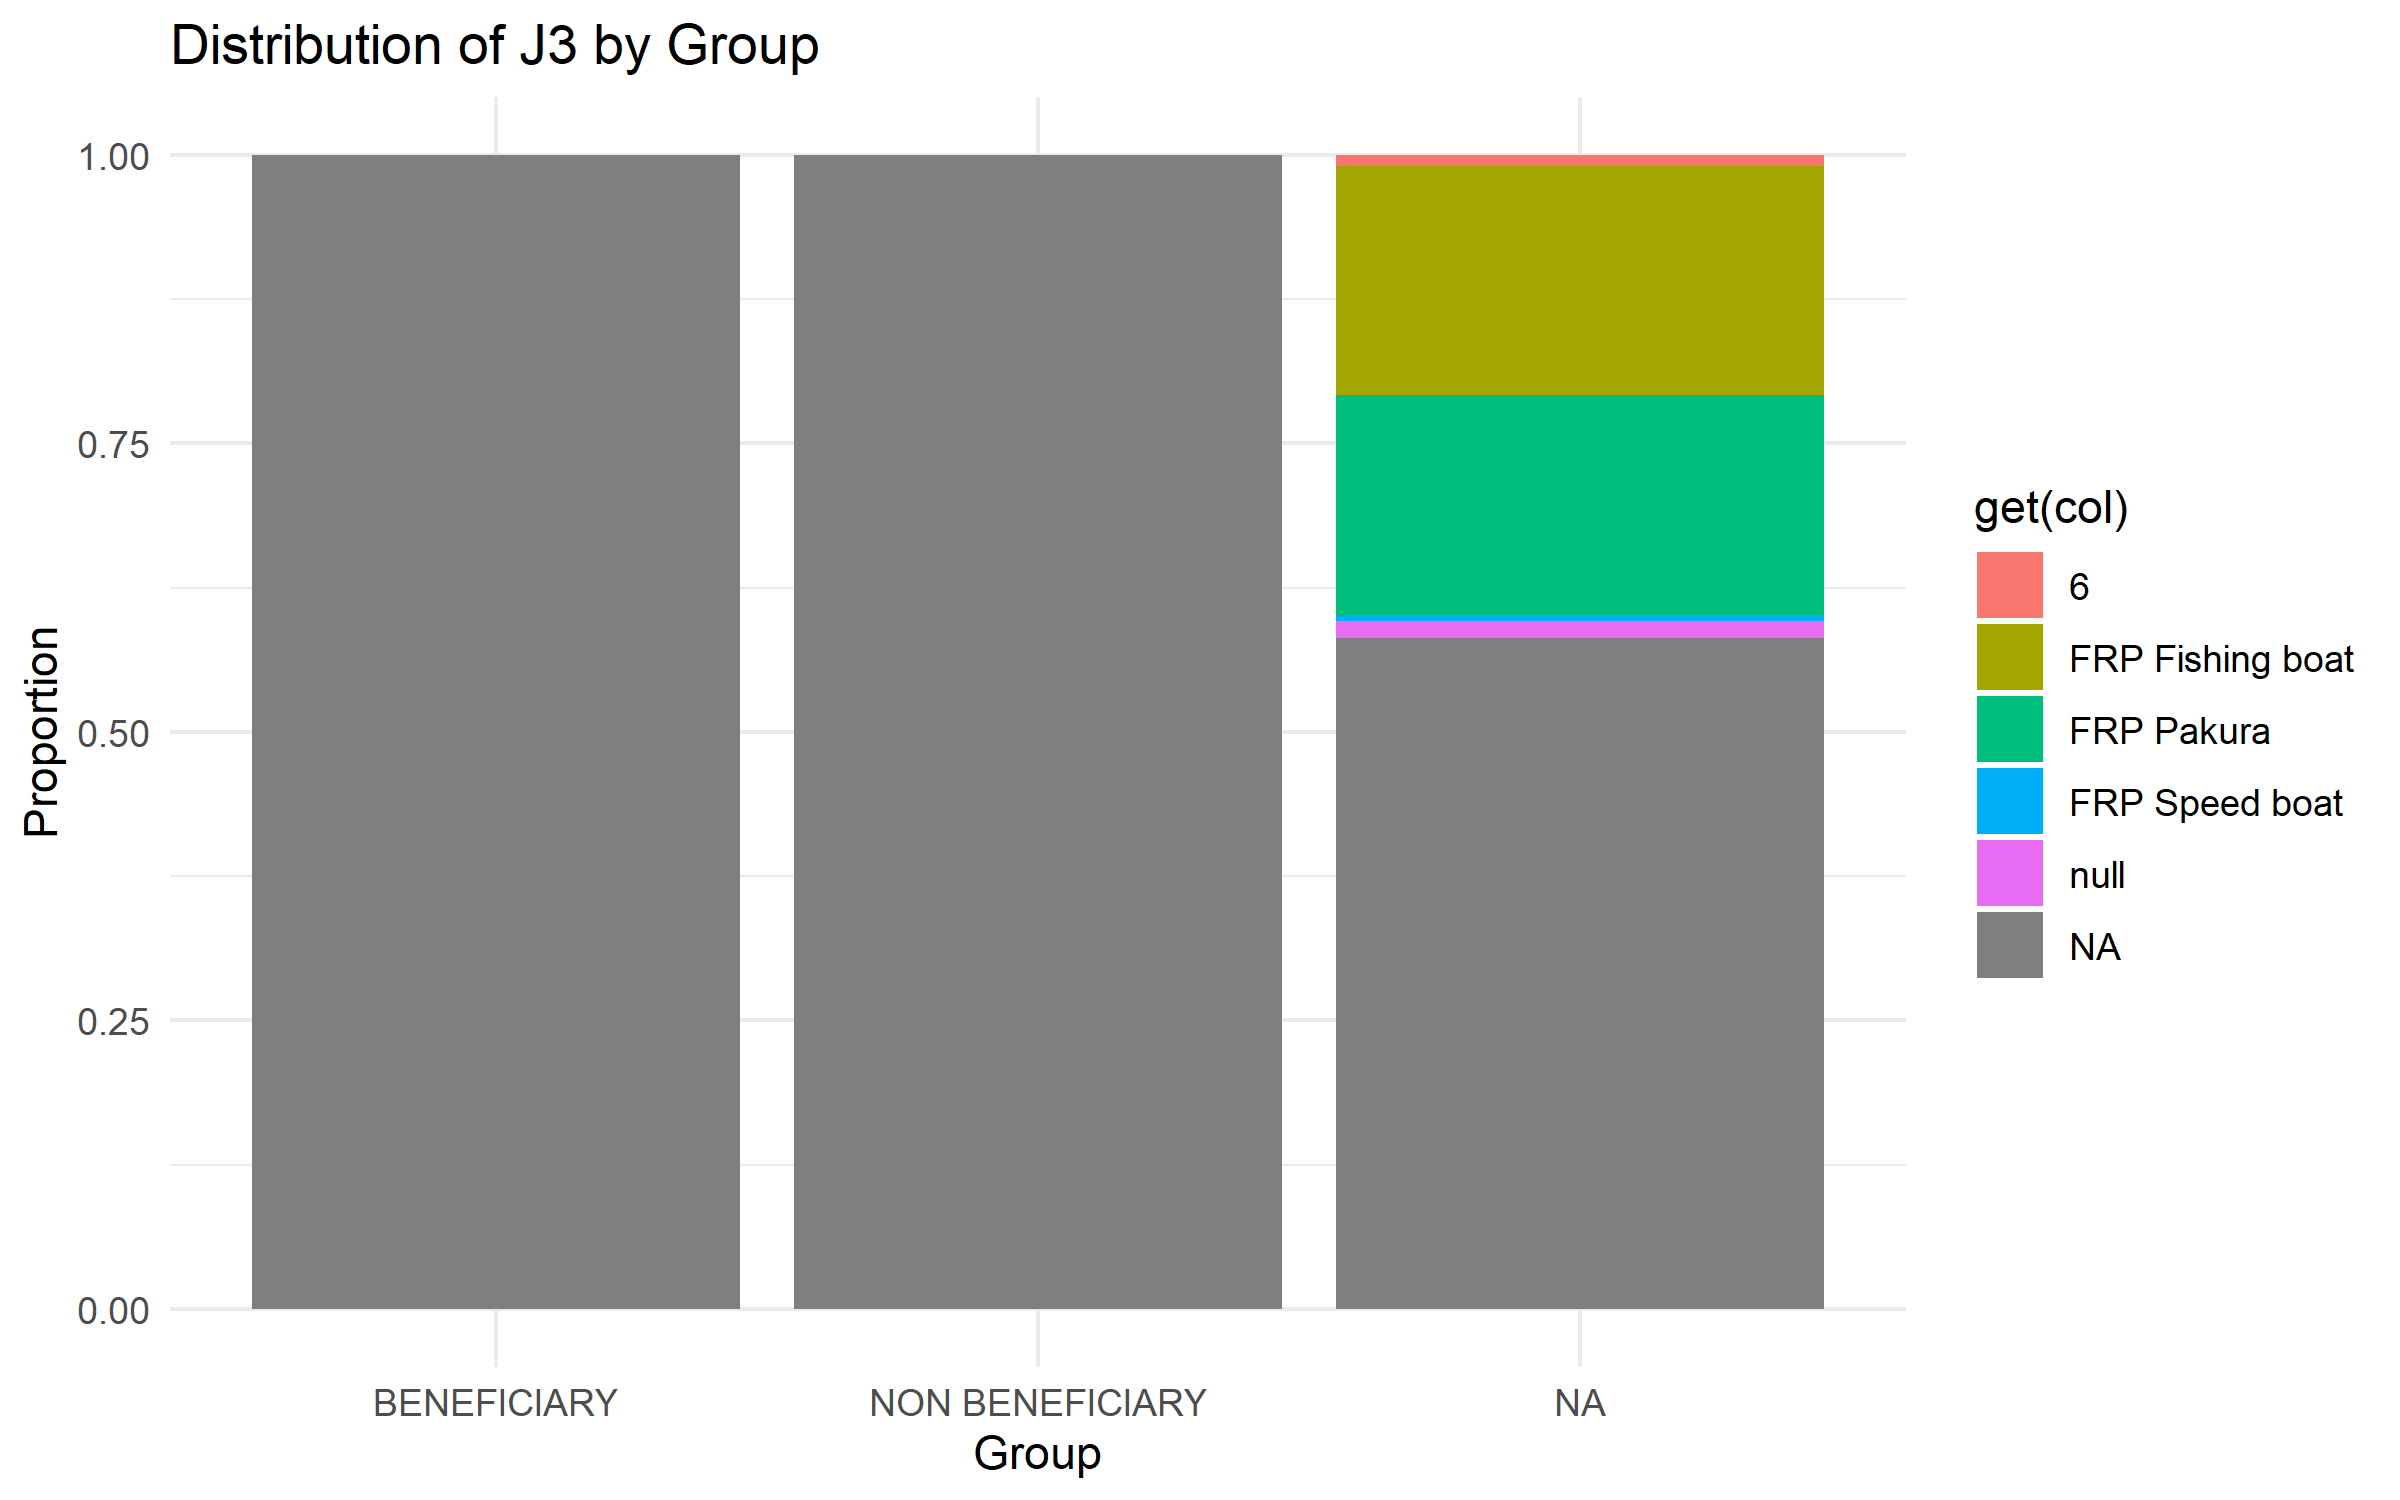 Distribution of J3 by Group
1.00
0.75
0.50
0.25
0.00
Proportion
BENEFICIARY
NON BENEFICIARY
NA
Group
get(col)
6
FRP Fishing boat
FRP Pakura
FRP Speed boat
null
NA